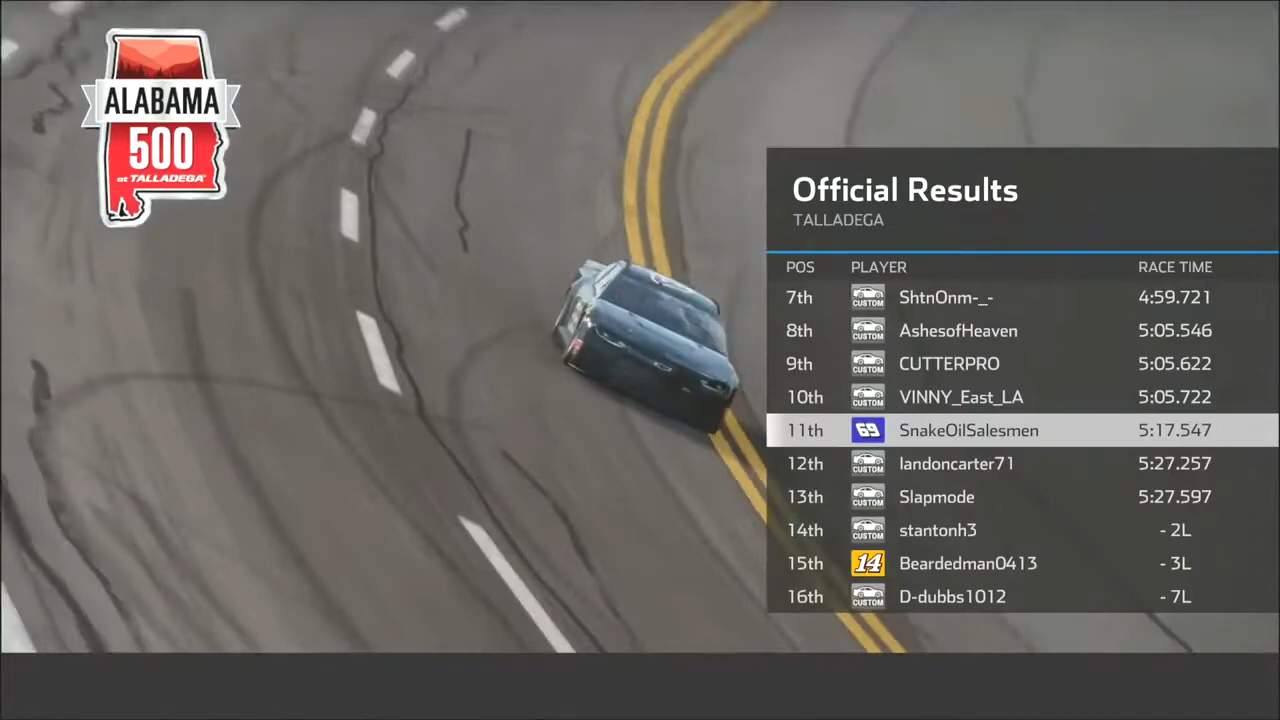 ALABAMA
500
at TALLADEGA
Official Results
TALLADEGA
POS PLAYER RACE TIME
7th CUSTOM ShtnOnm-_- 4:59.721
8th CUSTOM AshesofHeaven 5:05.546
9th CUSTOM CUTTERPRO 5:05.622
10th CUSTOM VINNY_East_LA 5:05.722
11th 69 SnakeOilSalesmen 5:17.547
12th CUSTOM landoncarter71 5:27.257
13th CUSTOM Slapmode 5:27.597
14th CUSTOM stantonh3 - 2L
15th 14 Beardedman0413 - 3L
16th CUSTOM D-dubbs1012 - 7L